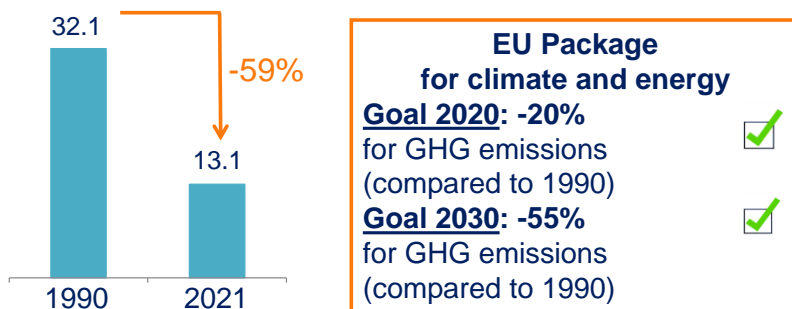 32.1
-59%
13.1
1990
2021
EU Package
for climate and energy
Goal 2020: -20%
for GHG emissions
(compared to 1990)
Goal 2030: -55%
for GHG emissions
(compared to 1990)